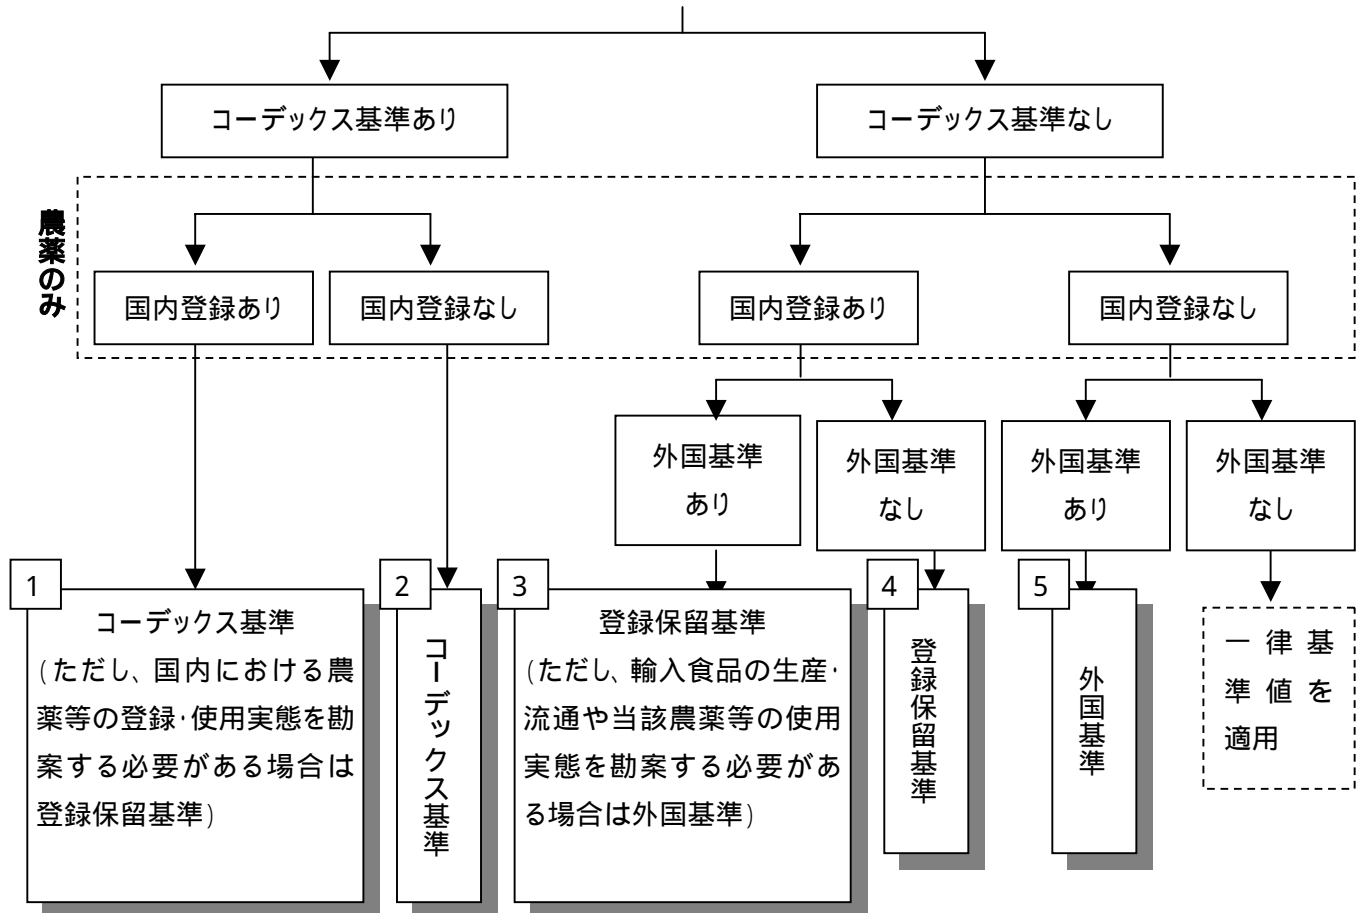 コーデックス基準あり
コーデックス基準なし
農薬のみ
国内登録あり
国内登録なし
国内登録あり
国内登録なし
外国基準
あり
外国基準
なし
外国基準
あり
外国基準
なし
1
コーデックス基準
(ただし、国内における農
薬等の登録・使用実態を勘
案する必要がある場合は
登録保留基準)
2
コーデックス基準
3
登録保留基準
(ただし、輸入食品の生産・
流通や当該農薬等の使用
実態を勘案する必要があ
る場合は外国基準)
4
登録保留基準
5
外国基準
一律基
準値を
適用